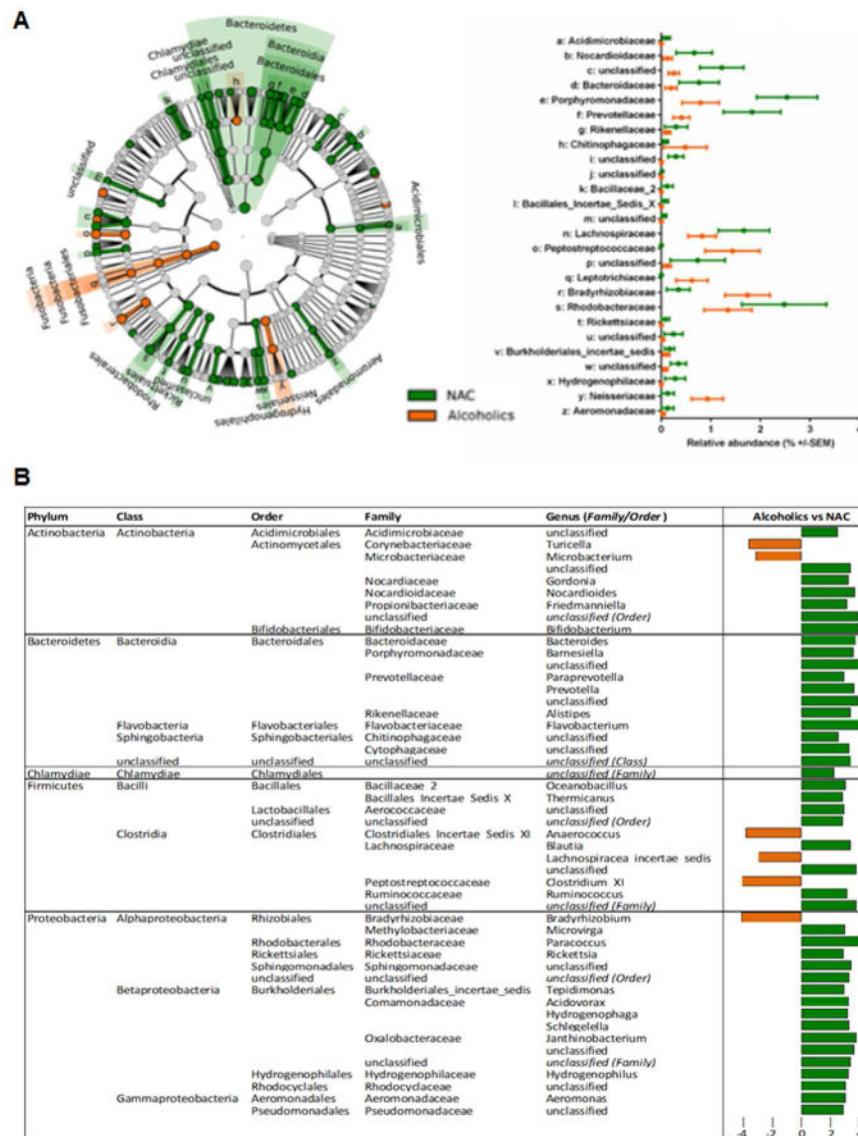 A
Bacteroidetes
Chlamydiae
unclassified
Chlamydiales
unclassified
Bacteroidia
Bacteroidales
unclassified
Acidimicrobiales
Fusobacteria
Fusobacteria
Fusobacteriales
Rhodobacterales
Rickettsiales
unclassified
Hydrogenophilales
Neisseriales
Aeromonadales
NAC
Alcoholics
a: Acidimicrobiaceae
b: Nocardioidaceae
c: unclassified
d: Bacteroidaceae
e: Porphyromonadaceae
f: Prevotellaceae
g: Rikenellaceae
h: Chitinophagaceae
i: unclassified
j: unclassified
k: Bacillaceae_2
l: Bacillales_Incertae_Sedis_X
m: unclassified
n: Lachnospiraceae
o: Peptostreptococcaceae
p: unclassified
q: Leptotrichiaceae
r: Bradyrhizobiaceae
s: Rhodobacteraceae
t: Rickettsiaceae
u: unclassified
v: Burkholderiales_incertae_sedis
w: unclassified
x: Hydrogenophilaceae
y: Neisseriaceae
z: Aeromonadaceae
0 1 2 3
Relative abundance (% +/-SEM)
B
Phylum Class Order Family Genus (Family/Order) Alcoholics vs NAC
Actinobacteria Actinobacteria Acidimicrobiales Acidimicrobiaceae unclassified
Actinomycetales Corynebacteriaceae Turicella
Microbacteriaceae Microbacterium
unclassified
Nocardiaceae Gordonia
Nocardioidaceae Nocardioides
Propionibacteriaceae Friedmanniella
unclassified unclassified (Order)
Bifidobacteriales Bifidobacteriaceae Bifidobacterium
Bacteroidetes Bacteroidia Bacteroidales Bacteroidaceae Bacteroides
Porphyromonadaceae Barnesiella
unclassified
Prevotellaceae Paraprevotella
Prevotella
unclassified
Rikenellaceae Alistipes
Flavobacteria Flavobacteriales Flavobacteriaceae Flavobacterium
Sphingobacteria Sphingobacteriales Chitinophagaceae unclassified
Cytophagaceae unclassified
unclassified unclassified unclassified unclassified (Class)
Chlamydiae Chlamydiae Chlamydiales unclassified (Family)
Firmicutes Bacilli Bacillales Bacillaceae 2 Oceanobacillus
Bacillales Incertae Sedis X Thermicanus
Lactobacillales Aerococcaceae unclassified
unclassified unclassified unclassified (Order)
Clostridia Clostridiales Clostridiales Incertae Sedis XI Anaerococcus
Lachnospiraceae Blautia
Lachnospiracea incertae sedis
unclassified
Peptostreptococcaceae Clostridium XI
Ruminococcaceae Ruminococcus
unclassified unclassified (Family)
Proteobacteria Alphaproteobacteria Rhizobiales Bradyrhizobiaceae Bradyrhizobium
Methylobacteriaceae Microvirga
Rhodobacterales Rhodobacteraceae Paracoccus
Rickettsiales Rickettsiaceae Rickettsia
Sphingomonadales Sphingomonadaceae unclassified
unclassified unclassified unclassified (Order)
Betaproteobacteria Burkholderiales Burkholderiales_incertae_sedis Tepidimonas
Comamonadaceae Acidovorax
Hydrogenophaga
Schlegelella
Oxalobacteraceae Janthinobacterium
unclassified
unclassified unclassified (Family)
Hydrogenophilales Hydrogenophilaceae Hydrogenophilus
Rhodocyclales Rhodocyclaceae unclassified
Gammaproteobacteria Aeromonadales Aeromonadaceae Aeromonas
Pseudomonadales Pseudomonadaceae unclassified
-4 -2 0 2